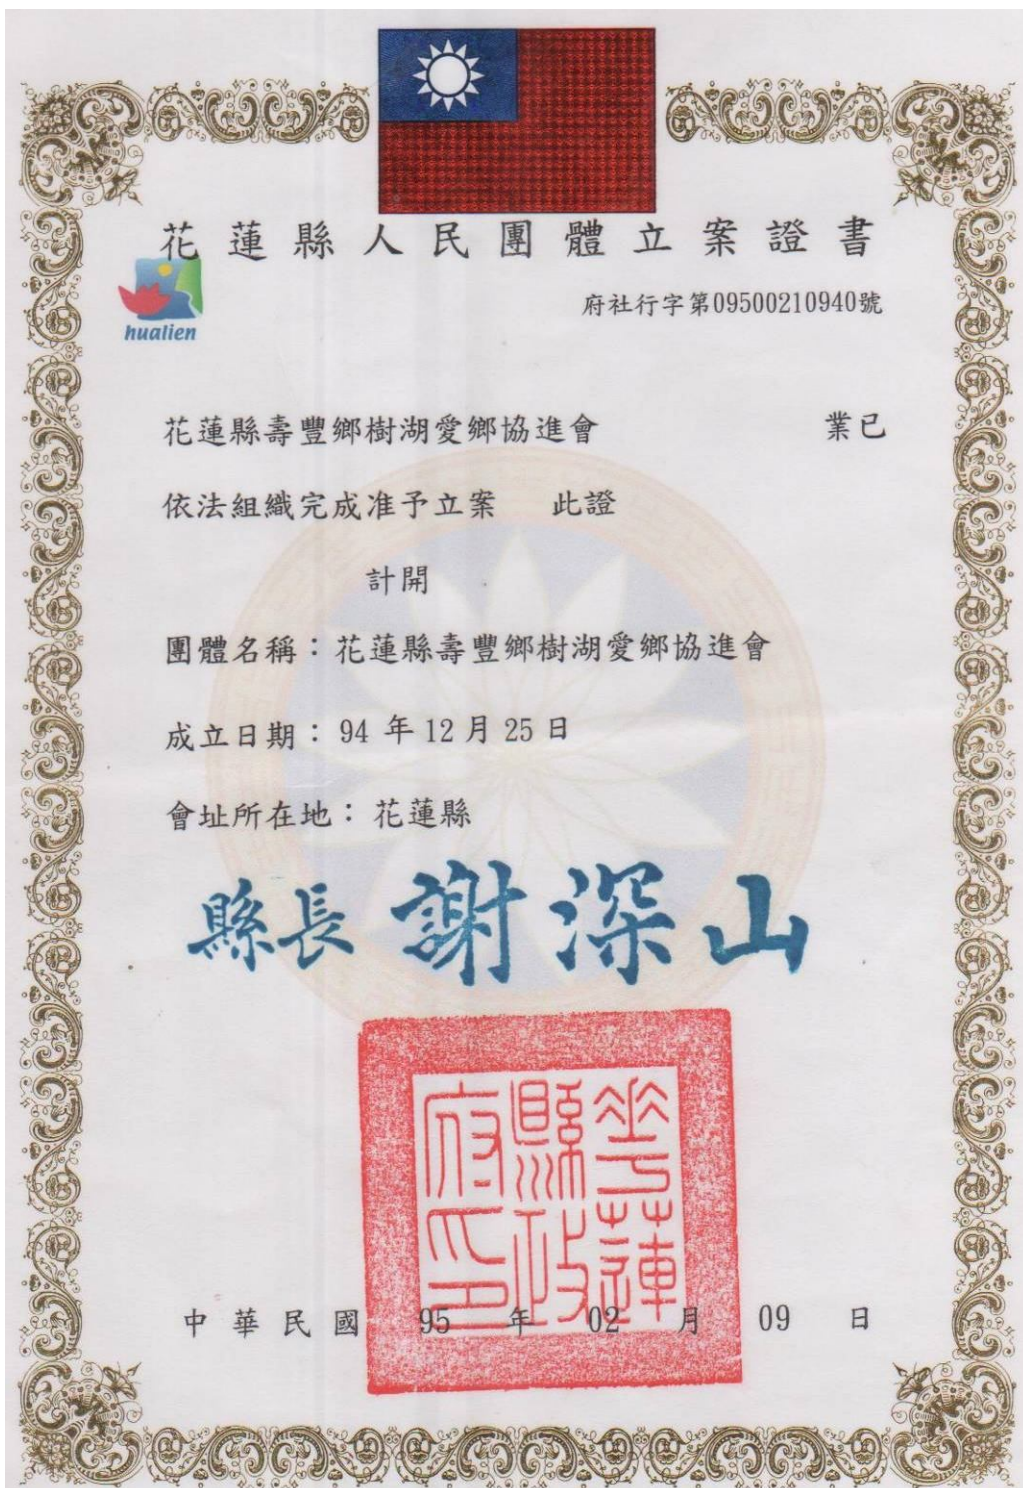 花蓮縣人民團體立案證書
hualien
府社行字第09500210940號
花蓮縣壽豐鄉樹湖愛鄉協進會 業已
依法組織完成准予立案 此證
計開
團體名稱：花蓮縣壽豐鄉樹湖愛鄉協進會
成立日期：94 年 12 月 25 日
會址所在地：花蓮縣
縣長 謝深山
花蓮縣政府印
中華民國 95 年 02 月 09 日